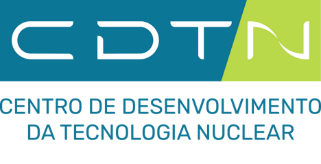 CDTN
CENTRO DE DESENVOLVIMENTO
DA TECNOLOGIA NUCLEAR